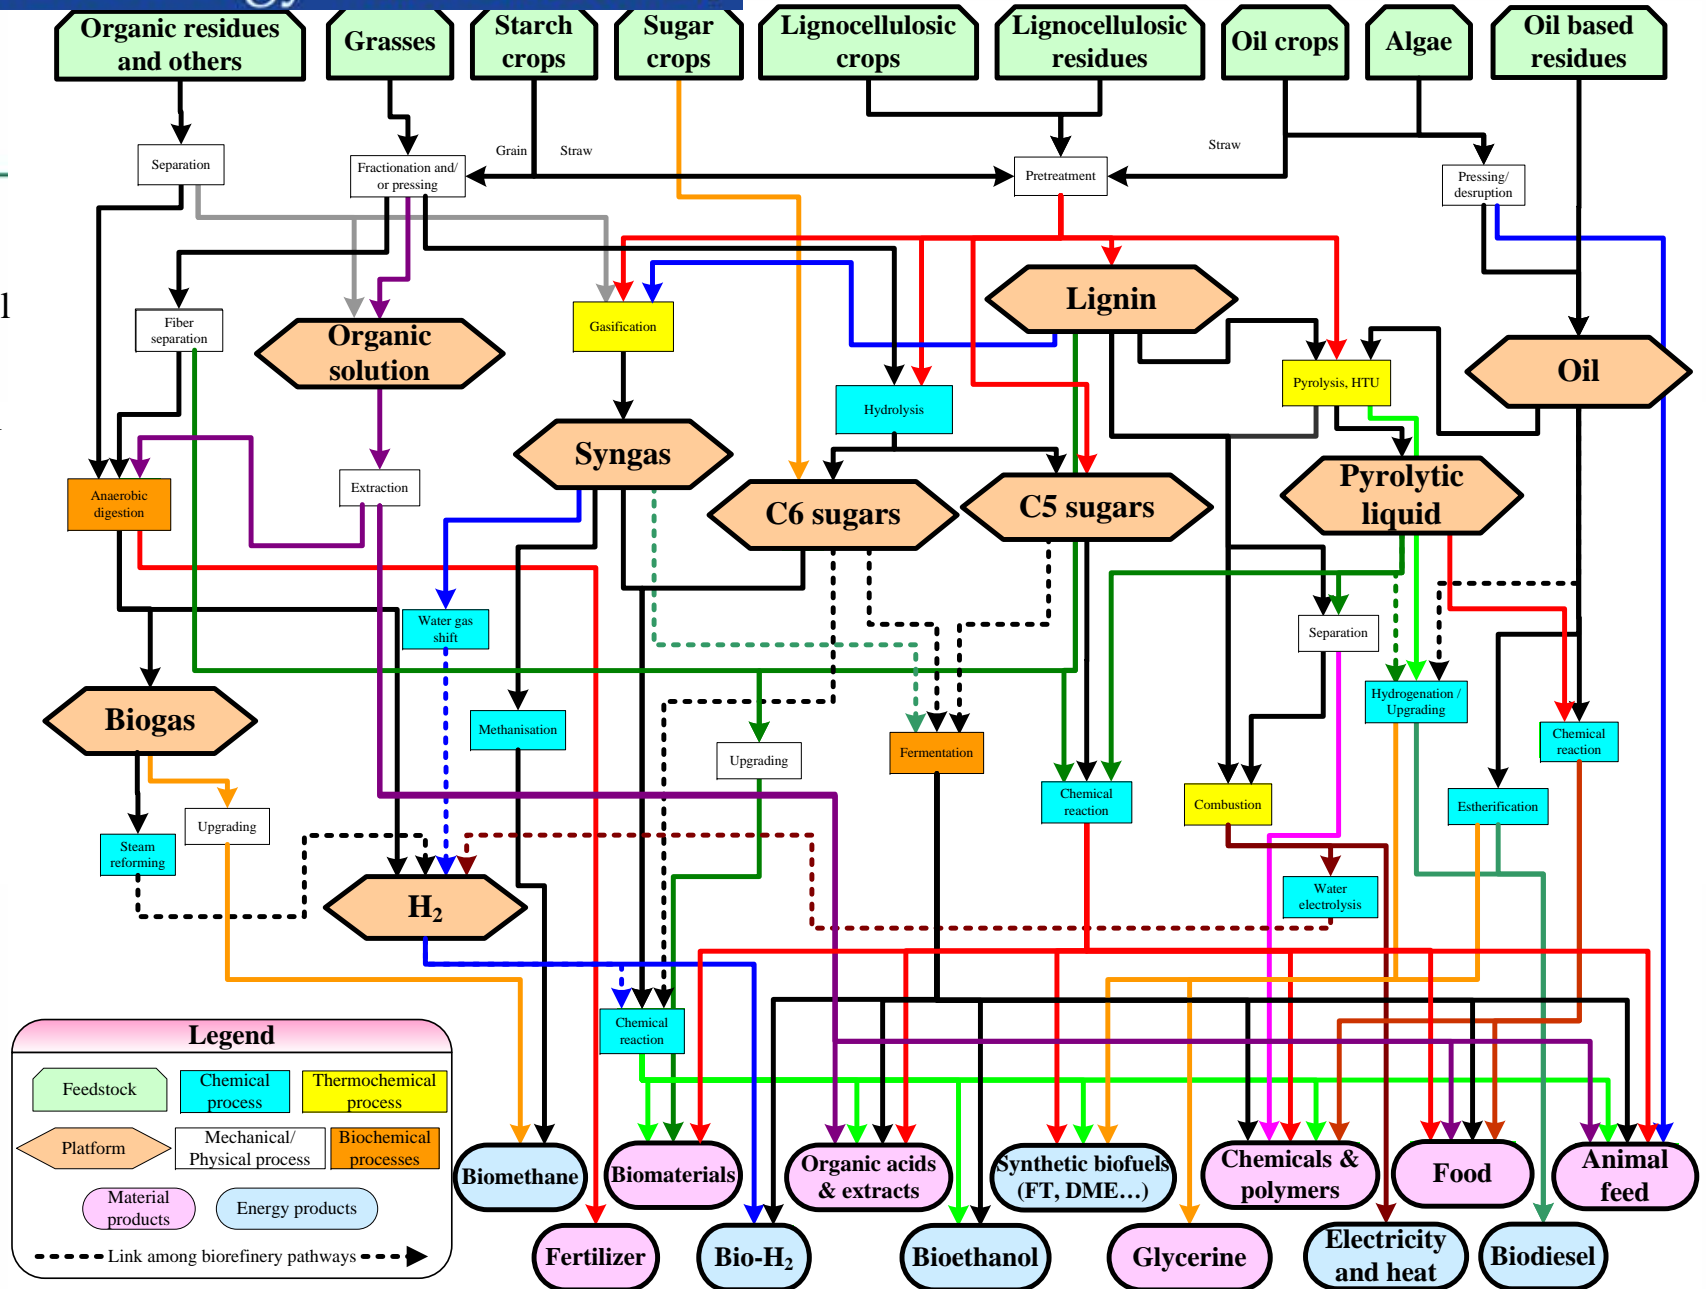 Organic residues
and others
Grasses
Starch
crops
Sugar
crops
Lignocellulosic
crops
Lignocellulosic
residues
Oil crops
Algae
Oil based
residues
Separation
Fractionation and/
or pressing
Grain
Straw
Pretreatment
Straw
Pressing/
desruption
l
Fiber
separation
Organic
solution
Gasification
Lignin
Pyrolysis, HTU
Oil
Hydrolysis
Syngas
C6 sugars
C5 sugars
Pyrolytic
liquid
Anaerobic
digestion
Extraction
Water gas
shift
Separation
Biogas
Methanisation
Upgrading
Fermentation
Hydrogenation /
Upgrading
Chemical
reaction
Upgrading
Steam
reforming
Chemical
reaction
Combustion
Estherification
H₂
Water
electrolysis
Chemical
reaction
Legend
Feedstock
Chemical
process
Thermochemical
process
Platform
Mechanical/
Physical process
Biochemical
processes
Material
products
Energy products
Link among biorefinery pathways
Biomethane
Biomaterials
Organic acids
& extracts
Synthetic biofuels
(FT, DME…)
Chemicals &
polymers
Food
Animal
feed
Fertilizer
Bio-H₂
Bioethanol
Glycerine
Electricity
and heat
Biodiesel